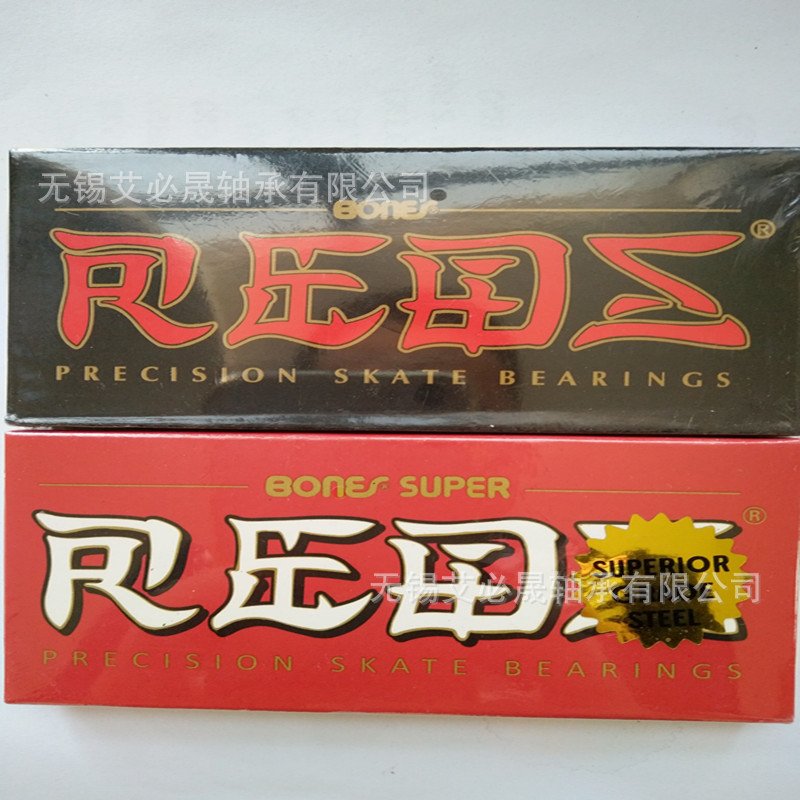 无锡艾必晟轴承有限公司
BONES
REDS®
PRECISION SKATE BEARINGS
BONES® SUPER
REDS®
SUPERIOR
GRADE
STEEL
无锡艾必晟轴承有限公司
PRECISION SKATE BEARINGS